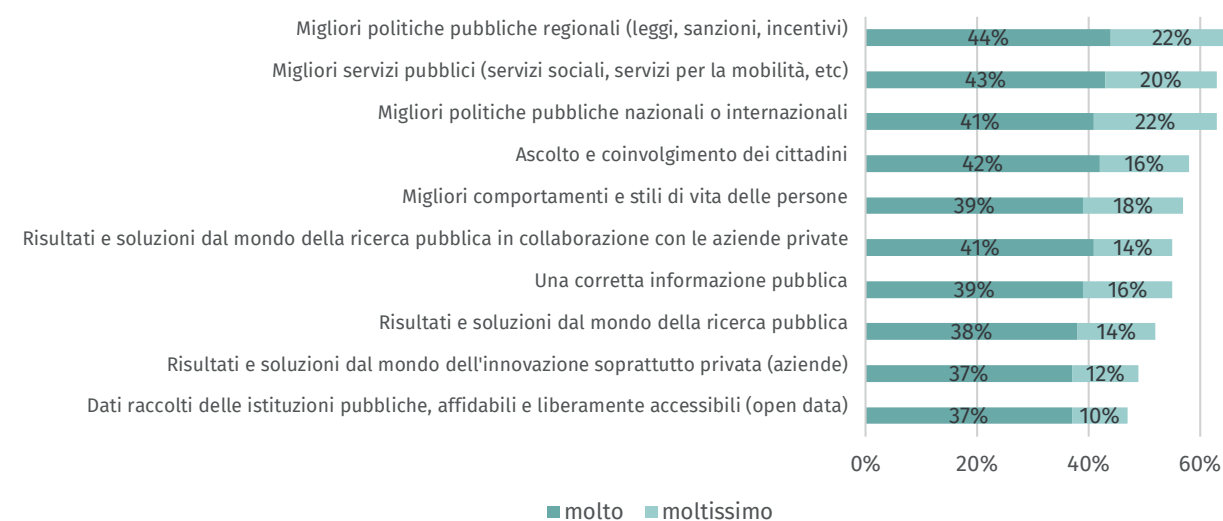 Migliori politiche pubbliche regionali (leggi, sanzioni, incentivi) 44% 22%
Migliori servizi pubblici (servizi sociali, servizi per la mobilità, etc) 43% 20%
Migliori politiche pubbliche nazionali o internazionali 41% 22%
Ascolto e coinvolgimento dei cittadini 42% 16%
Migliori comportamenti e stili di vita delle persone 39% 18%
Risultati e soluzioni dal mondo della ricerca pubblica in collaborazione con le aziende private 41% 14%
Una corretta informazione pubblica 39% 16%
Risultati e soluzioni dal mondo della ricerca pubblica 38% 14%
Risultati e soluzioni dal mondo dell'innovazione soprattutto privata (aziende) 37% 12%
Dati raccolti delle istituzioni pubbliche, affidabili e liberamente accessibili (open data) 37% 10%
0% 20% 40% 60%
molto moltissimo